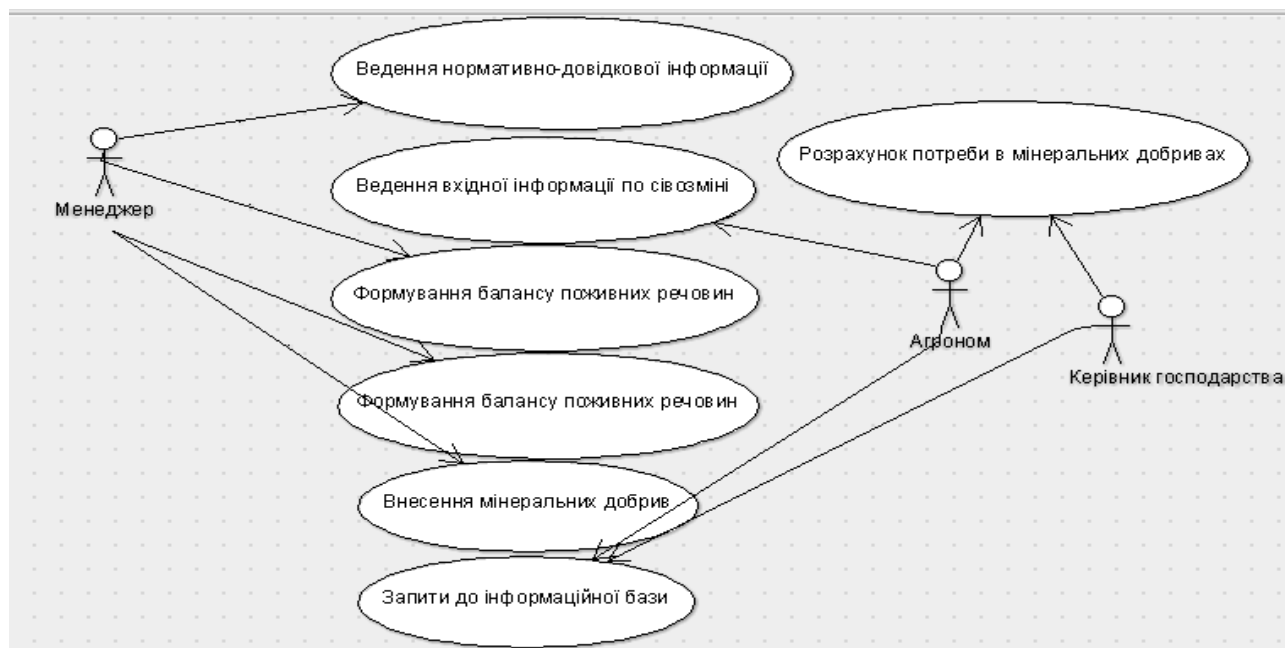 Ведення нормативно-довідкової інформації
Менеджер
Ведення вхідної інформації по сівозміні
Розрахунок потреби в мінеральних добривах
Формування балансу поживних речовин
Агроном
Керівник господарства
Формування балансу поживних речовин
Внесення мінеральних добрив
Запити до інформаційної бази